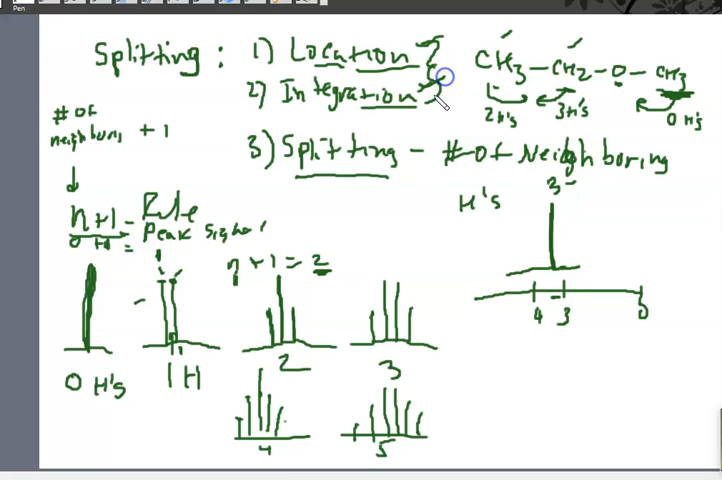 Pen
Splitting : 1) Location
2) Integration
3) Splitting - # of Neighboring
H's
CH3-CH2-O-CH3
2H's 3H's 0 H's
# of
neighbors +1
n+1 = Rule
0 +1 = Peak Signal
n +1 = 2
0 H's
1H
2
3
4
5
3
4 3 0